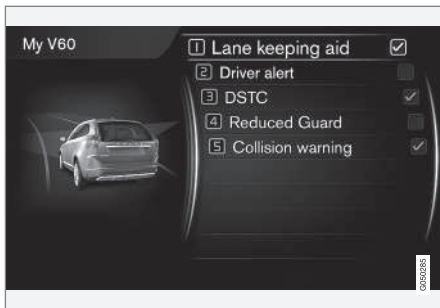 My V60
1 Lane keeping aid
2 Driver alert
3 DSTC
4 Reduced Guard
5 Collision warning
G050285